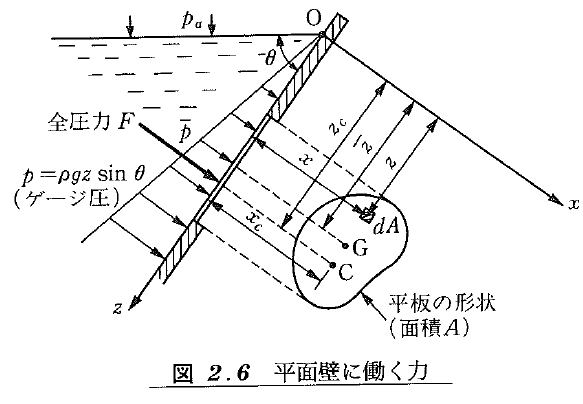 pₐ
O
θ
全圧力 F
p̄
p＝ρgz sin θ
(ゲージ圧)
x
z_c
z̄
z
x
dA
x_c
G
C
z
平板の形状
(面積A)
図 2.6 平面壁に働く力